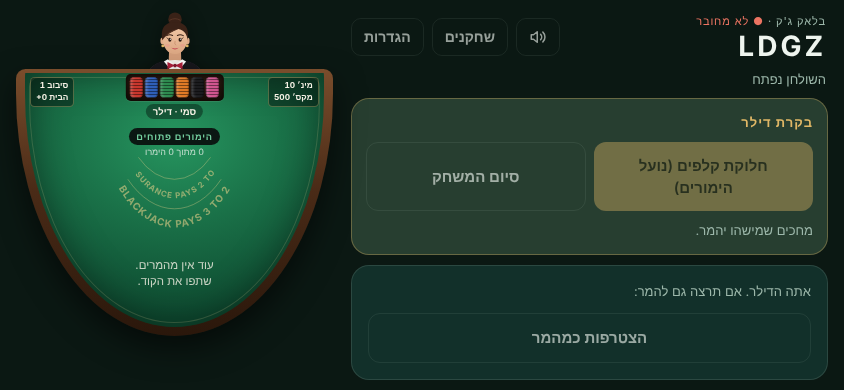 בלאק ג'ק · לא מחובר
LDGZ
השולחן נפתח
שחקנים
הגדרות
בקרת דילר
חלוקת קלפים (נועל
הימורים)
סיום המשחק
מחכים שמישהו יהמר.
אתה הדילר. אם תרצה גם להמר:
הצטרפות כמהמר
מינ׳ 10
מקס׳ 500
סיבוב 1
הבית 0+
סמי · דילר
הימורים פתוחים
0 מתוך 0 הימרו
SURANCE PAYS 2 TO
BLACKJACK PAYS 3 TO 2
עוד אין מהמרים.
שתפו את הקוד.